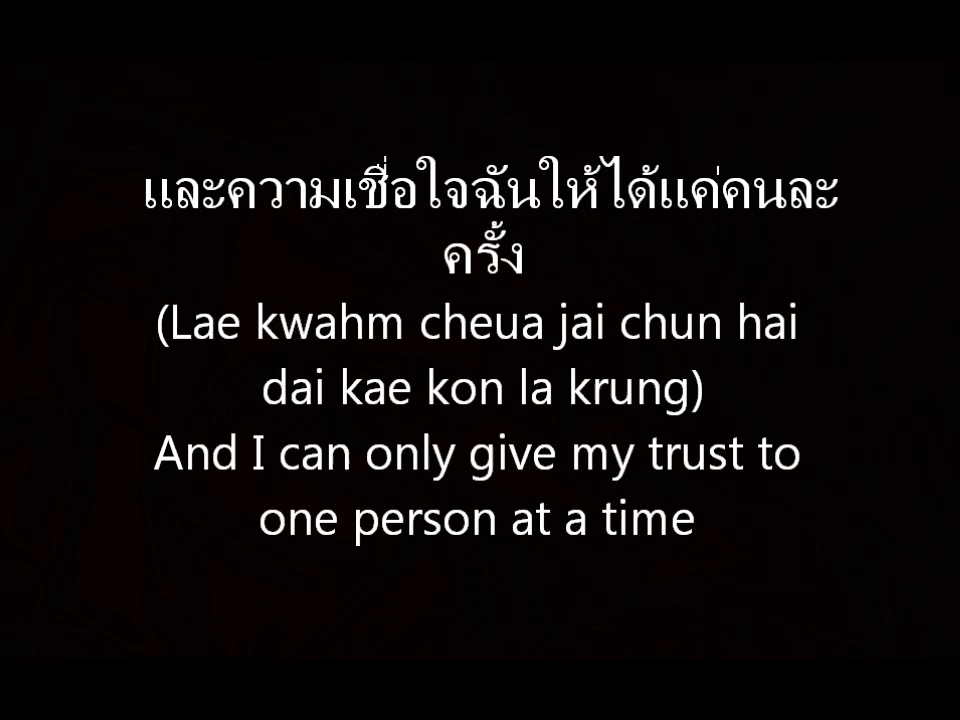 และความเชื่อใจฉันให้ได้แค่คนละ
ครั้ง
(Lae kwahm cheua jai chun hai
dai kae kon la krung)
And I can only give my trust to
one person at a time